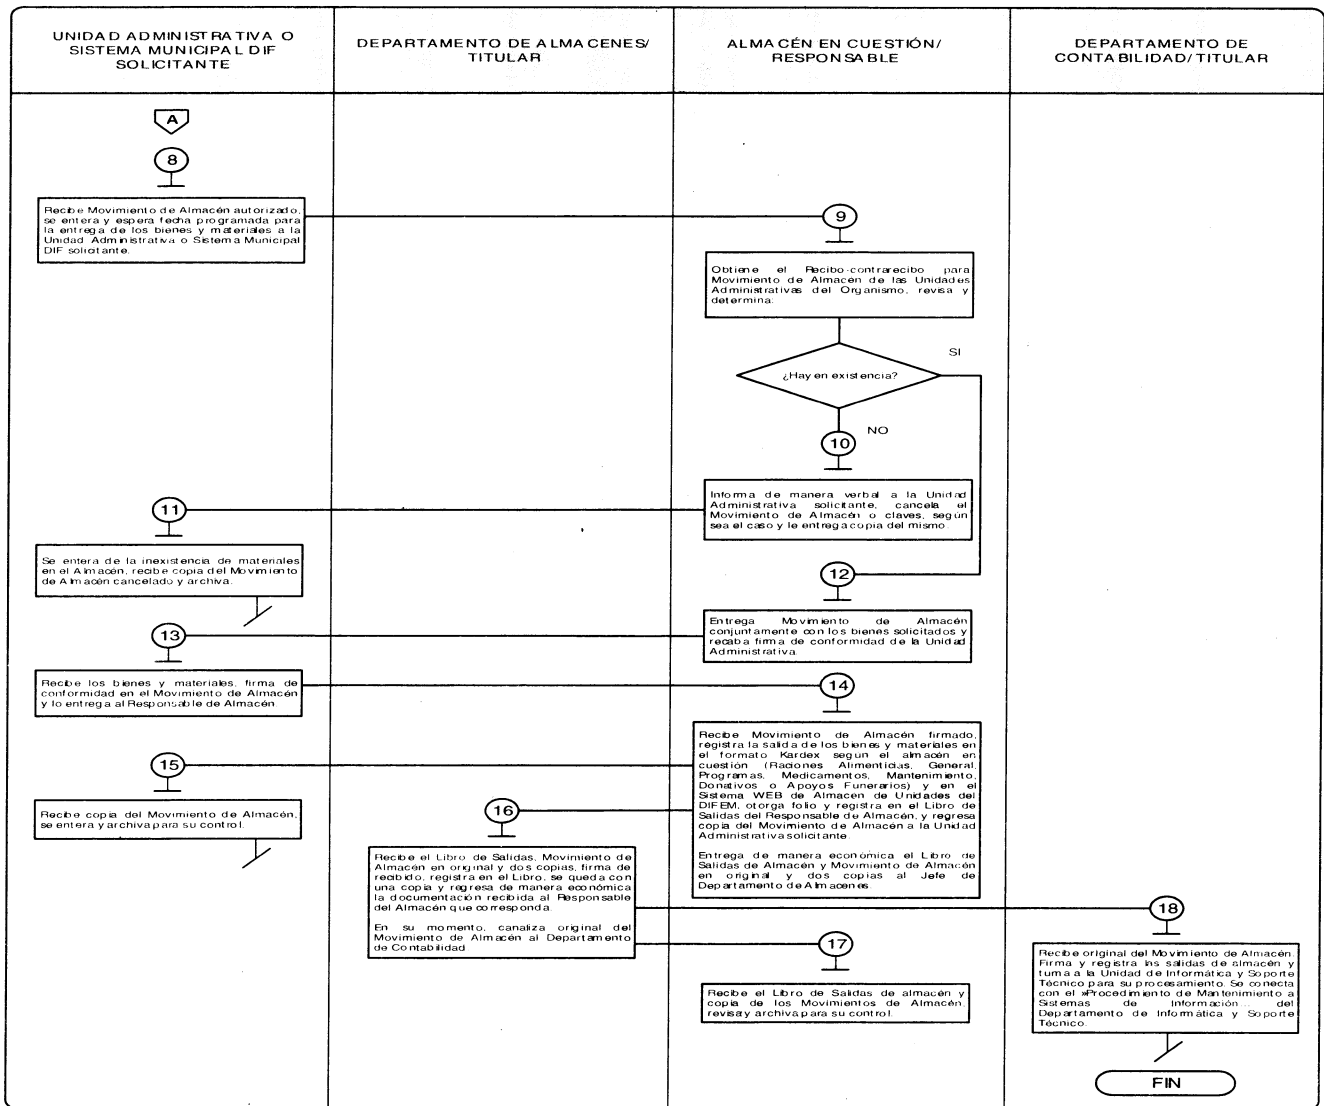 UNIDAD ADMINISTRATIVA O
SISTEMA MUNICIPAL DIF
SOLICITANTE
DEPARTAMENTO DE ALMACENES/
TITULAR
ALMACÉN EN CUESTIÓN/
RESPONSABLE
DEPARTAMENTO DE
CONTABILIDAD/TITULAR
A
8
Recibe Movimiento de Almacén autorizado,
se entera y espera fecha programada para
la entrega de los bienes y materiales a la
Unidad Administrativa o Sistema Municipal
DIF solicitante.
9
Obtiene el Recibo-contrarecibo para
Movimiento de Almacén de las Unidades
Administrativas del Organismo, revisa y
determina:
¿Hay en existencia?
SI
NO
10
Informa de manera verbal a la Unidad
Administrativa solicitante, cancela el
Movimiento de Almacén o claves, según
sea el caso y le entrega copia del mismo.
11
Se entera de la inexistencia de materiales
en el Almacén, recibe copia del Movimiento
de Almacén cancelado y archiva.
12
Entrega Movimiento de Almacén
conjuntamente con los bienes solicitados y
recaba firma de conformidad de la Unidad
Administrativa.
13
Recibe los bienes y materiales, firma de
conformidad en el Movimiento de Almacén
y lo entrega al Responsable de Almacén.
14
Recibe Movimiento de Almacén firmado,
registra la salida de los bienes y materiales en
el formato Kardex según el almacén en
cuestión (Raciones Alimenticias, General,
Programas, Medicamentos, Mantenimiento,
Donativos o Apoyos Funerarios) y en el
Sistema WEB de Almacén de Unidades del
DIFEM, otorga folio y registra en el Libro de
Salidas del Responsable de Almacén, y regresa
copia del Movimiento de Almacén a la Unidad
Administrativa solicitante.
Entrega de manera económica el Libro de
Salidas de Almacén y Movimiento de Almacén
en original y dos copias al Jefe de
Departamento de Almacenes
15
Recibe copia del Movimiento de Almacén,
se entera y archiva para su control.
16
Recibe el Libro de Salidas, Movimiento de
Almacén en original y dos copias, firma de
recibido, registra en el Libro, se queda con
una copia y regresa de manera económica
la documentación recibida al Responsable
del Almacén que corresponda.
En su momento, canaliza original del
Movimiento de Almacén al Departamento
de Contabilidad
17
Recibe el Libro de Salidas de almacén y
copia de los Movimientos de Almacén,
revisa y archiva para su control.
18
Recibe original del Movimiento de Almacén.
Firma y registra las salidas de almacén y
turna a la Unidad de Informática y Soporte
Técnico para su procesamiento. Se conecta
con el »Procedimiento de Mantenimiento a
Sistemas de Información... del
Departamento de Informática y Soporte
Técnico.
FIN